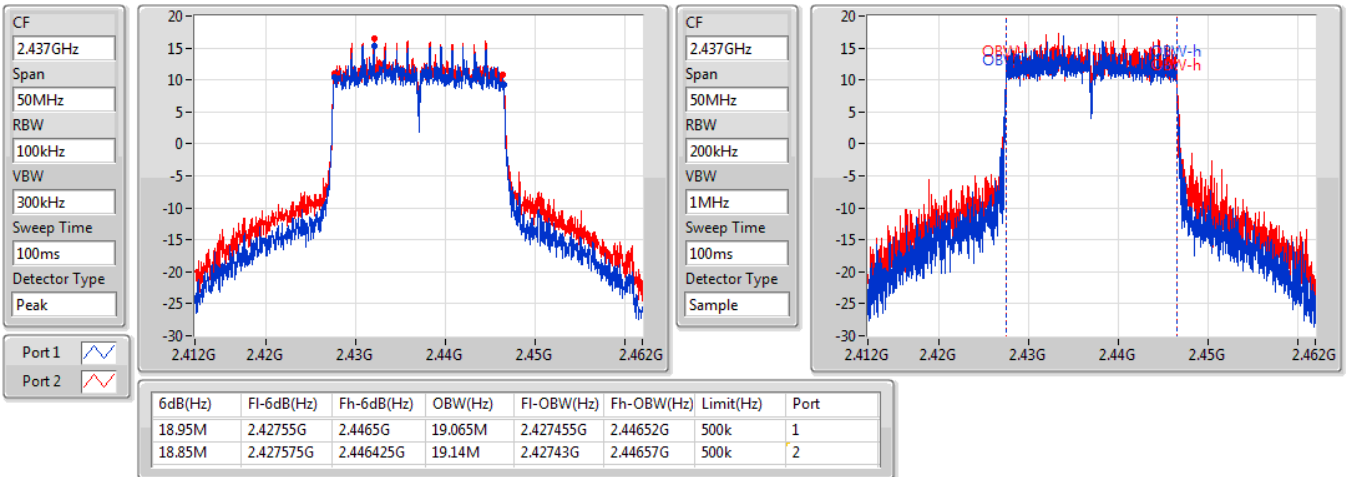 CF
2.437GHz
Span
50MHz
RBW
100kHz
VBW
300kHz
Sweep Time
100ms
Detector Type
Peak
Port 1
Port 2
20
15
10
5
0
-5
-10
-15
-20
-25
-30
2.412G 2.42G 2.43G 2.44G 2.45G 2.462G
CF
2.437GHz
Span
50MHz
RBW
200kHz
VBW
1MHz
Sweep Time
100ms
Detector Type
Sample
20
15
10
5
0
-5
-10
-15
-20
-25
-30
OBW-h
OBW-h
2.412G 2.42G 2.43G 2.44G 2.45G 2.462G
6dB(Hz) Fl-6dB(Hz) Fh-6dB(Hz) OBW(Hz) Fl-OBW(Hz) Fh-OBW(Hz) Limit(Hz) Port
18.95M 2.42755G 2.4465G 19.065M 2.427455G 2.44652G 500k 1
18.85M 2.427575G 2.446425G 19.14M 2.42743G 2.44657G 500k 2